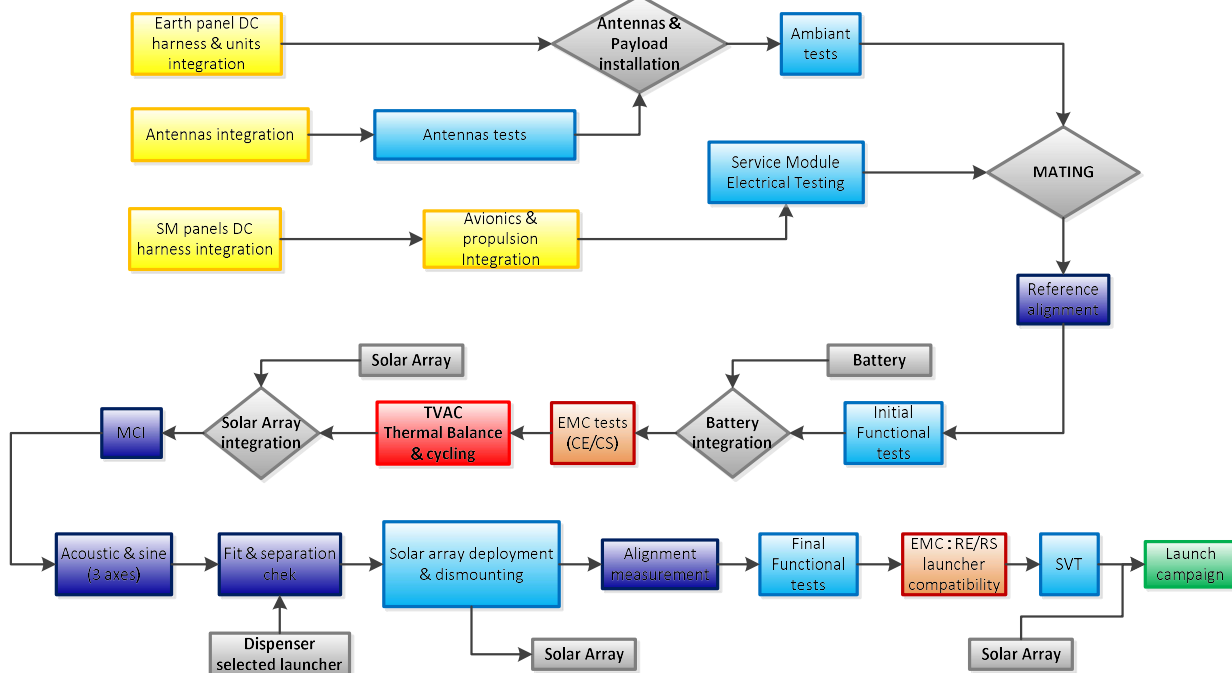 Earth panel DC
harness & units
integration
Antennas &
Payload
installation
Ambiant
tests
Antennas integration
Antennas tests
Service Module
Electrical Testing
MATING
SM panels DC
harness integration
Avionics &
propulsion
Integration
Reference
alignment
Solar Array
Battery
MCI
Solar Array
integration
TVAC
Thermal Balance
& cycling
EMC tests
(CE/CS)
Battery
integration
Initial
Functional
tests
Acoustic & sine
(3 axes)
Fit & separation
chek
Solar array deployment
& dismounting
Alignment
measurement
Final
Functional
tests
EMC : RE/RS
launcher
compatibility
SVT
Launch
campaign
Dispenser
selected launcher
Solar Array
Solar Array